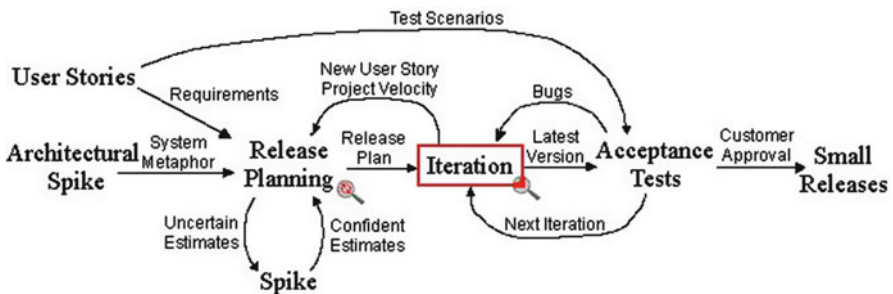 Test Scenarios
User Stories
Requirements
New User Story
Project Velocity
Bugs
Architectural
Spike
System
Metaphor
Release
Planning
Release
Plan
Iteration
Latest
Version
Acceptance
Tests
Customer
Approval
Small
Releases
Uncertain
Estimates
Confident
Estimates
Next Iteration
Spike